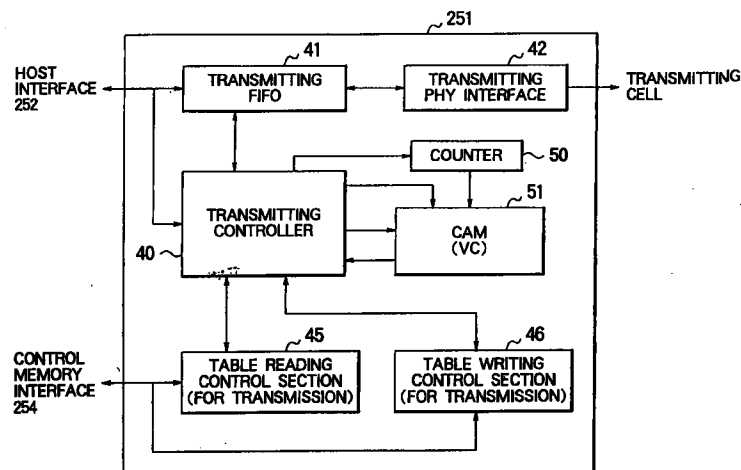 251
41
42
HOST
INTERFACE
252
TRANSMITTING
FIFO
TRANSMITTING
PHY INTERFACE
TRANSMITTING
CELL
COUNTER
50
51
TRANSMITTING
CONTROLLER
40
CAM
(VC)
45
46
CONTROL
MEMORY
INTERFACE
254
TABLE READING
CONTROL SECTION
(FOR TRANSMISSION)
TABLE WRITING
CONTROL SECTION
(FOR TRANSMISSION)